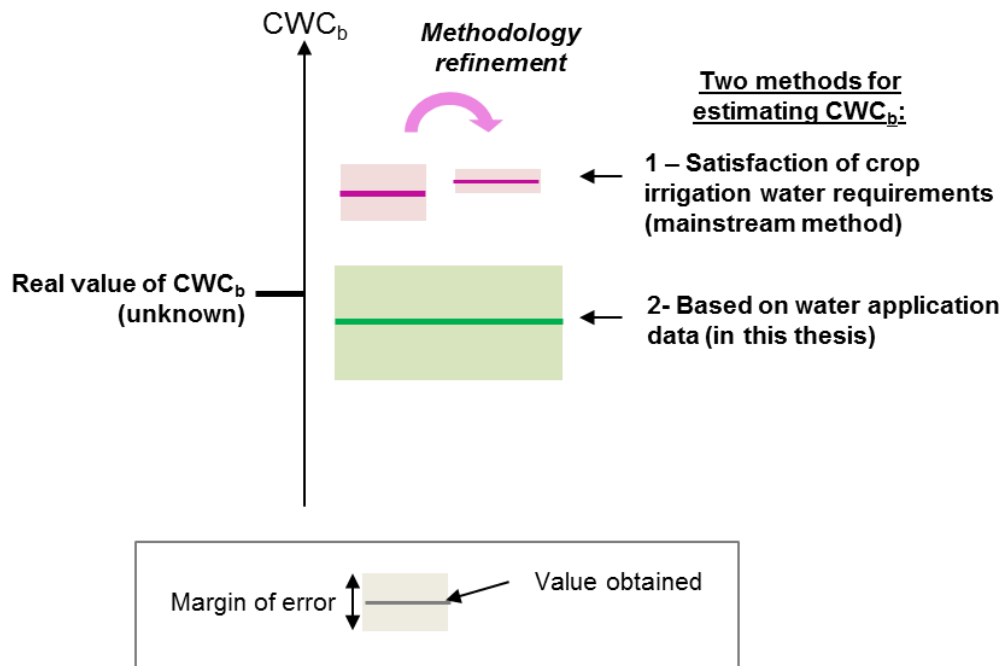 CWCb
Methodology
refinement
Two methods for
estimating CWCb:
1 – Satisfaction of crop
irrigation water requirements
(mainstream method)
Real value of CWCb
(unknown)
2- Based on water application
data (in this thesis)
Margin of error
Value obtained